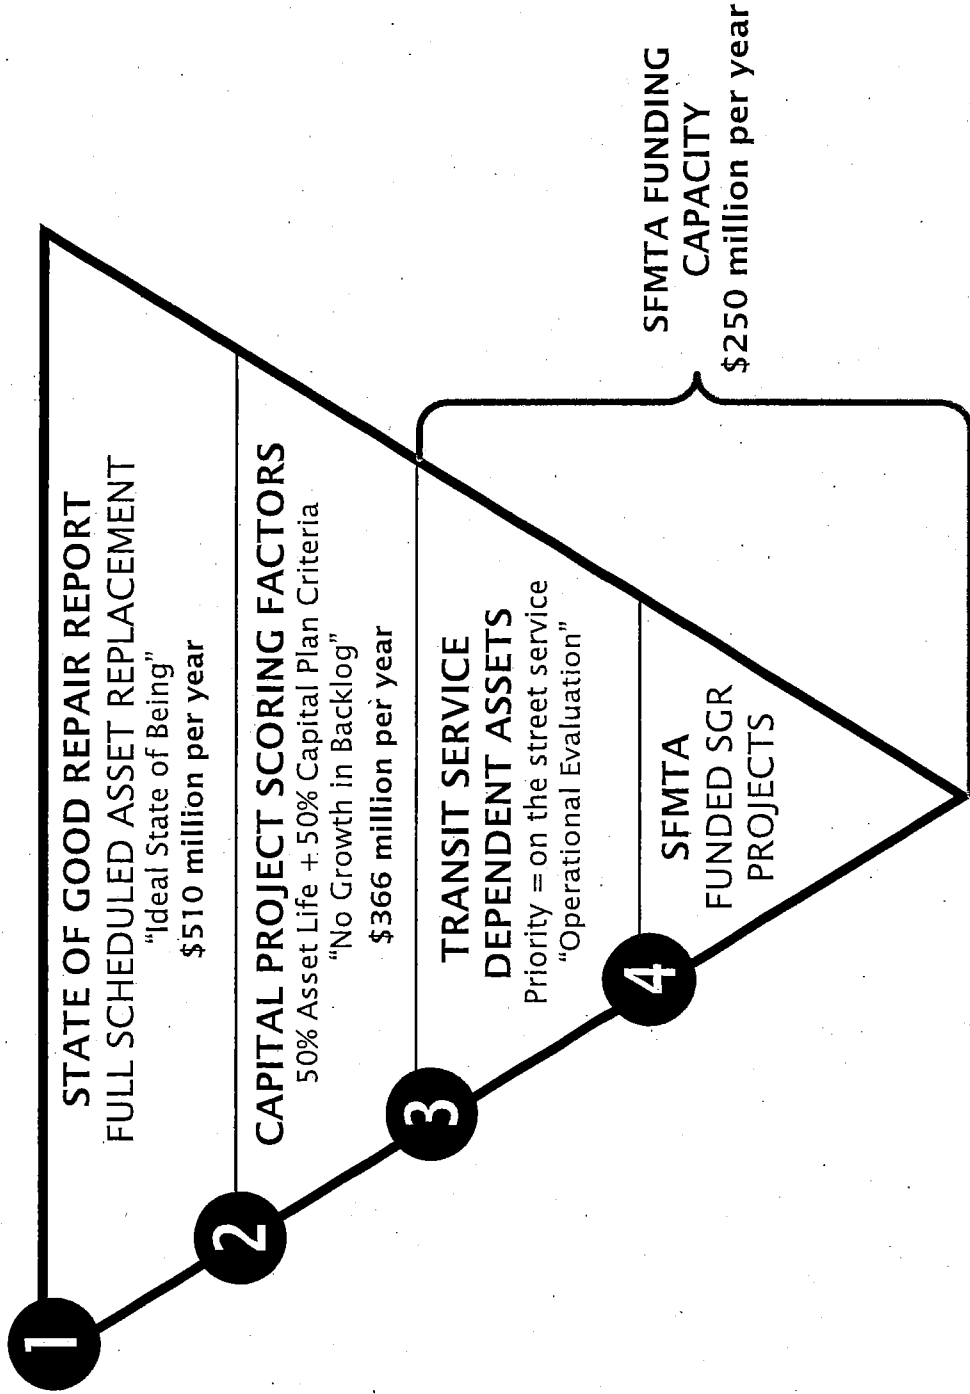 1
STATE OF GOOD REPAIR REPORT
FULL SCHEDULED ASSET REPLACEMENT
“Ideal State of Being”
$510 million per year
2
CAPITAL PROJECT SCORING FACTORS
50% Asset Life + 50% Capital Plan Criteria
“No Growth in Backlog”
$366 million per year
3
TRANSIT SERVICE
DEPENDENT ASSETS
Priority = on the street service
“Operational Evaluation”
4
SFMTA
FUNDED SGR
PROJECTS
SFMTA FUNDING
CAPACITY
$250 million per year